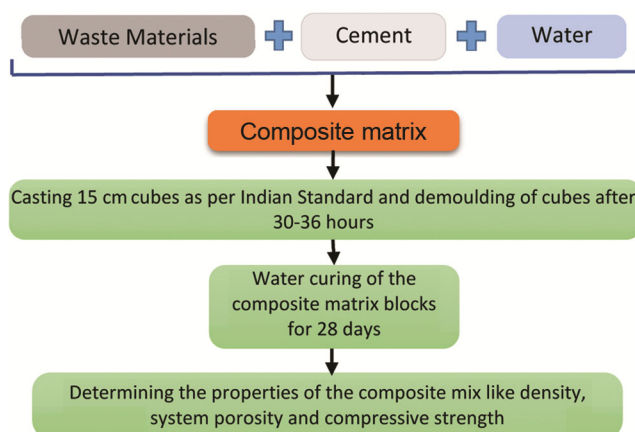 Waste Materials + Cement + Water
Composite matrix
Casting 15 cm cubes as per Indian Standard and demoulding of cubes after
30-36 hours
Water curing of the
composite matrix blocks
for 28 days
Determining the properties of the composite mix like density,
system porosity and compressive strength